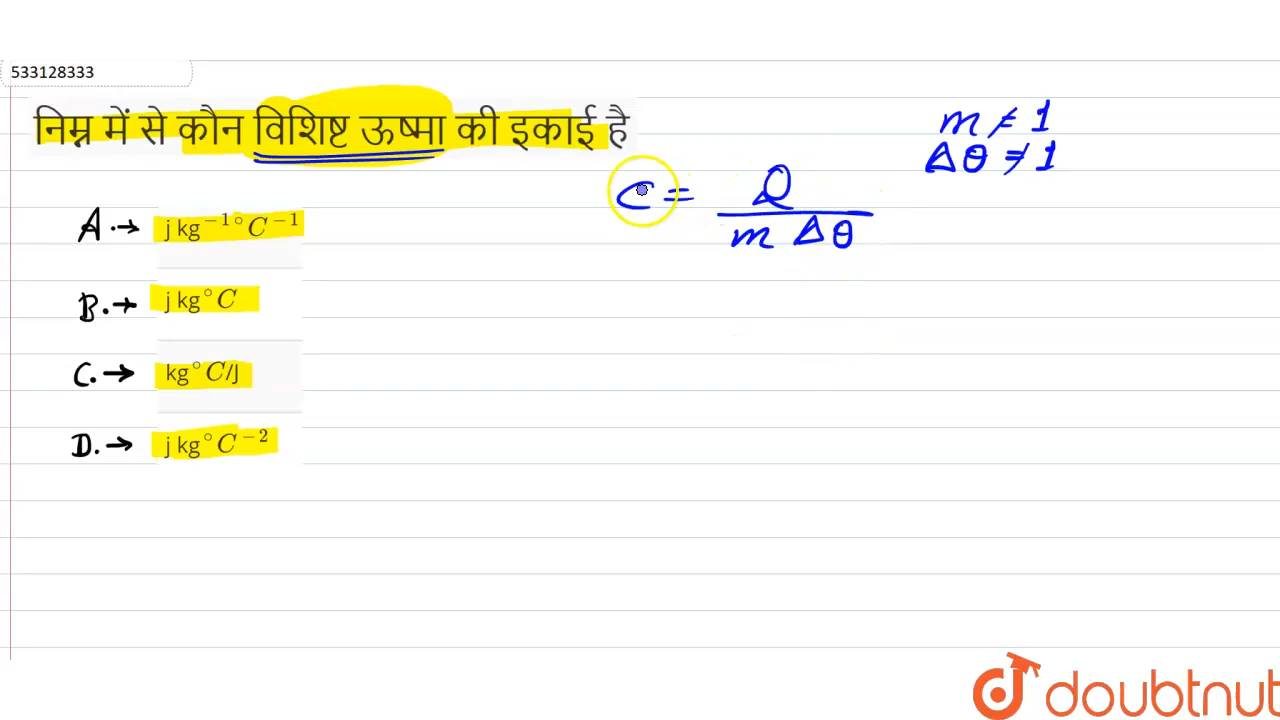 533128333
निम्न में से कौन विशिष्ट ऊष्मा की इकाई है
m ≠ 1
Δθ ≠ 1
c = Q / m Δθ
A.→ j kg⁻¹°C⁻¹
B.→ j kg°C
C.→ kg°C/J
D.→ j kg°C⁻²
doubtnut